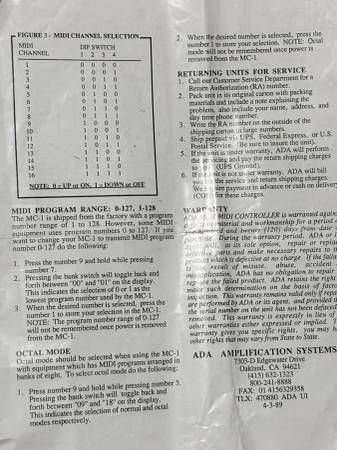 FIGURE 3 - MIDI CHANNEL SELECTION
MIDI DIP SWITCH
CHANNEL 1 2 3 4
1 0 0 0 0
2 0 0 0 1
3 0 0 1 0
4 0 0 1 1
5 0 1 0 0
6 0 1 0 1
7 0 1 1 0
8 0 1 1 1
9 1 0 0 0
10 1 0 0 1
11 1 0 1 0
12 1 0 1 1
13 1 1 0 0
14 1 1 0 1
15 1 1 1 0
16 1 1 1 1
NOTE: 0 = UP or ON, 1 = DOWN or OFF
MIDI PROGRAM RANGE: 0-127, 1-128
The MC-1 is shipped from the factory with a program
number range of 1 to 128. However, some MIDI
equipment uses program numbers 0 to 127. If you
want to change your MC-1 to transmit MIDI program
number 0-127 do the following:
1. Press the number 9 and hold while pressing
number 7.
2. Pressing the bank switch will toggle back and
forth between "00" and "01" on the display.
This indicates the selection of 0 or 1 as the
lowest program number used by the MC-1.
3. When the desired number is selected, press the
number 1 to store your selection in the MC-1.
NOTE: The program number range of 0-127
will not be remembered once power is removed
from the MC-1.
OCTAL MODE
Octal mode should be selected when using the MC-1
with equipment which has MIDI programs arranged in
banks of eight. To select octal mode do the following:
1. Press number 9 and hold while pressing number 5.
Pressing the bank switch will toggle back and
forth between "09" and "18" on the display.
This indicates the selection of normal and octal
modes respectively.
2. When the desired number is selected, press the
number 1 to store your selection. NOTE: Octal
mode will not be remembered once power is
removed from the MC-1.
RETURNING UNITS FOR SERVICE
1. Call our Customer Service Department for a
Return Authorization (RA) number.
2. Pack unit in its original carton with packing
materials and include a note explaining the
problem, also include your name, address, and
day time phone number.
3. Write the RA number on the outside of the
shipping carton in large numbers.
4. Ship prepaid via UPS, Federal Express, or U.S.
Postal Service. (Be sure to insure the unit).
5. If the unit is under warranty, ADA will perform
the servicing and pay the return shipping charges
to you (UPS Ground).
6. If the unit is not under warranty, ADA will bill
you the service and return shipping charges.
We require payment in advance or cash on delivery
(COD) for these charges.
WARRANTY
MIDI CONTROLLER is warranted against
material and workmanship for a period
and twenty (120) days from date
During the warranty period, ADA
at its sole option, repair or
parts and make necessary repairs to
which is defective at no charge. If the
result of misuse, abuse, accident
application, ADA has no obligation to repair
replace the failed product. ADA retains the right
make such determination on the basis of
inspection. This warranty remains valid only if
are performed by ADA or its agent, and provided
the serial number on the unit has not been
removed. This warranty is expressly in lieu of
other warranties either expressed or implied.
warranty gives you specific rights, you may
other rights that may vary from State to State.
ADA AMPLIFICATION SYSTEMS
7303-D Edgewater Drive
Oakland, CA 94621
(415) 632-1323
800-241-8888
FAX: 01 4156329358
TLX: 470880 ADA UI
4-3-89